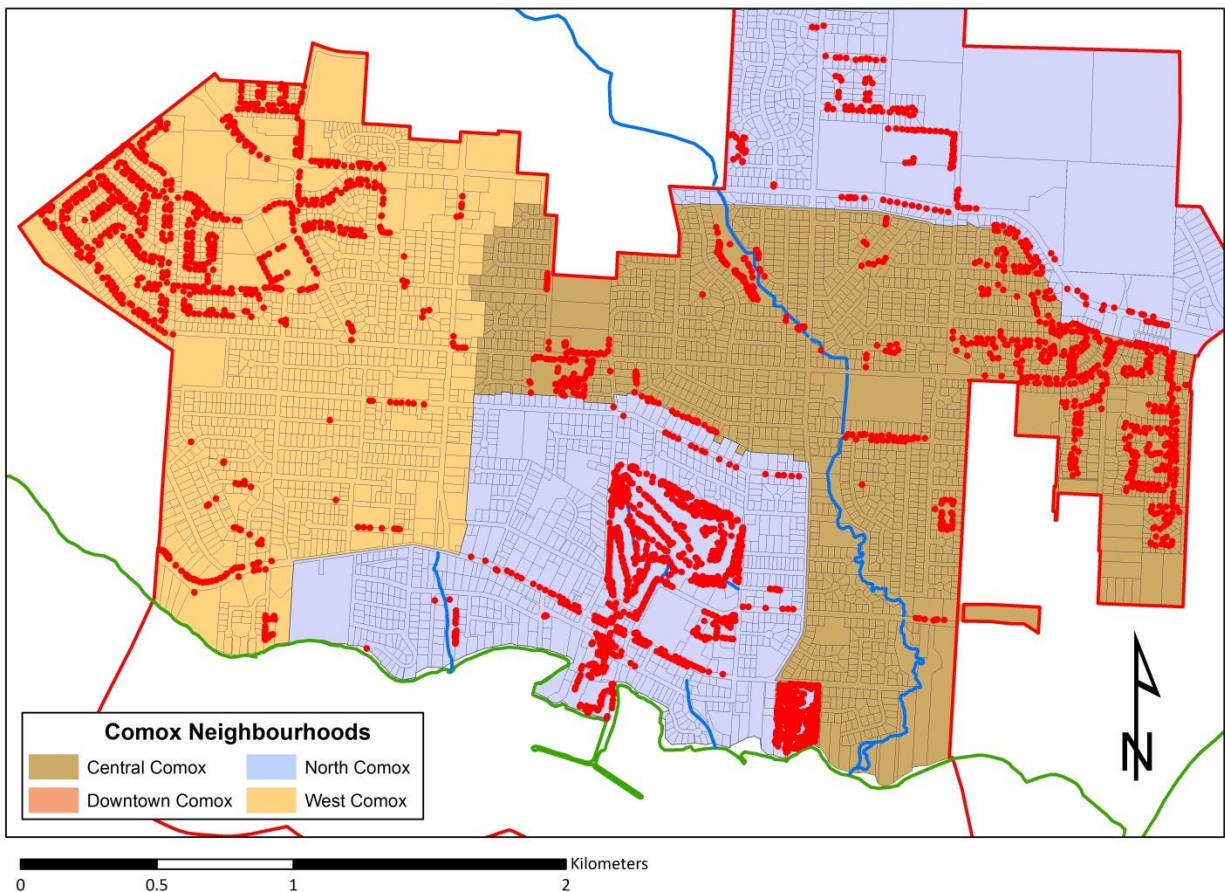 Comox Neighbourhoods
Central Comox
North Comox
Downtown Comox
West Comox
N
Kilometers
0 0.5 1 2